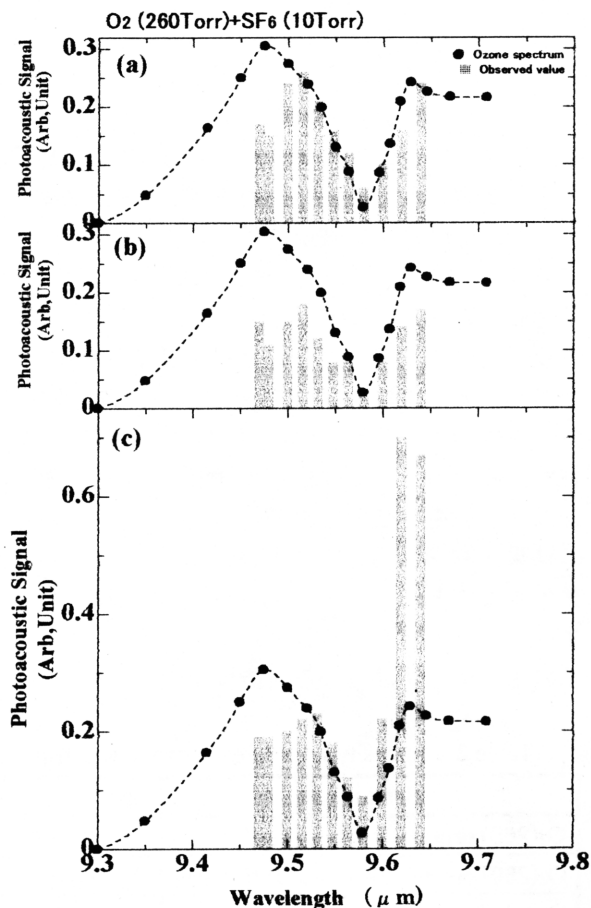 O2 (260Torr)+SF6 (10Torr)
(a)
Ozone spectrum
Observed value
0.3
0.2
0.1
0
Photoacoustic Signal
(Arb,Unit)
(b)
0.3
0.2
0.1
0
Photoacoustic Signal
(Arb,Unit)
(c)
0.6
0.4
0.2
0
Photoacoustic Signal
(Arb,Unit)
9.3 9.4 9.5 9.6 9.7 9.8
Wavelength (μm)